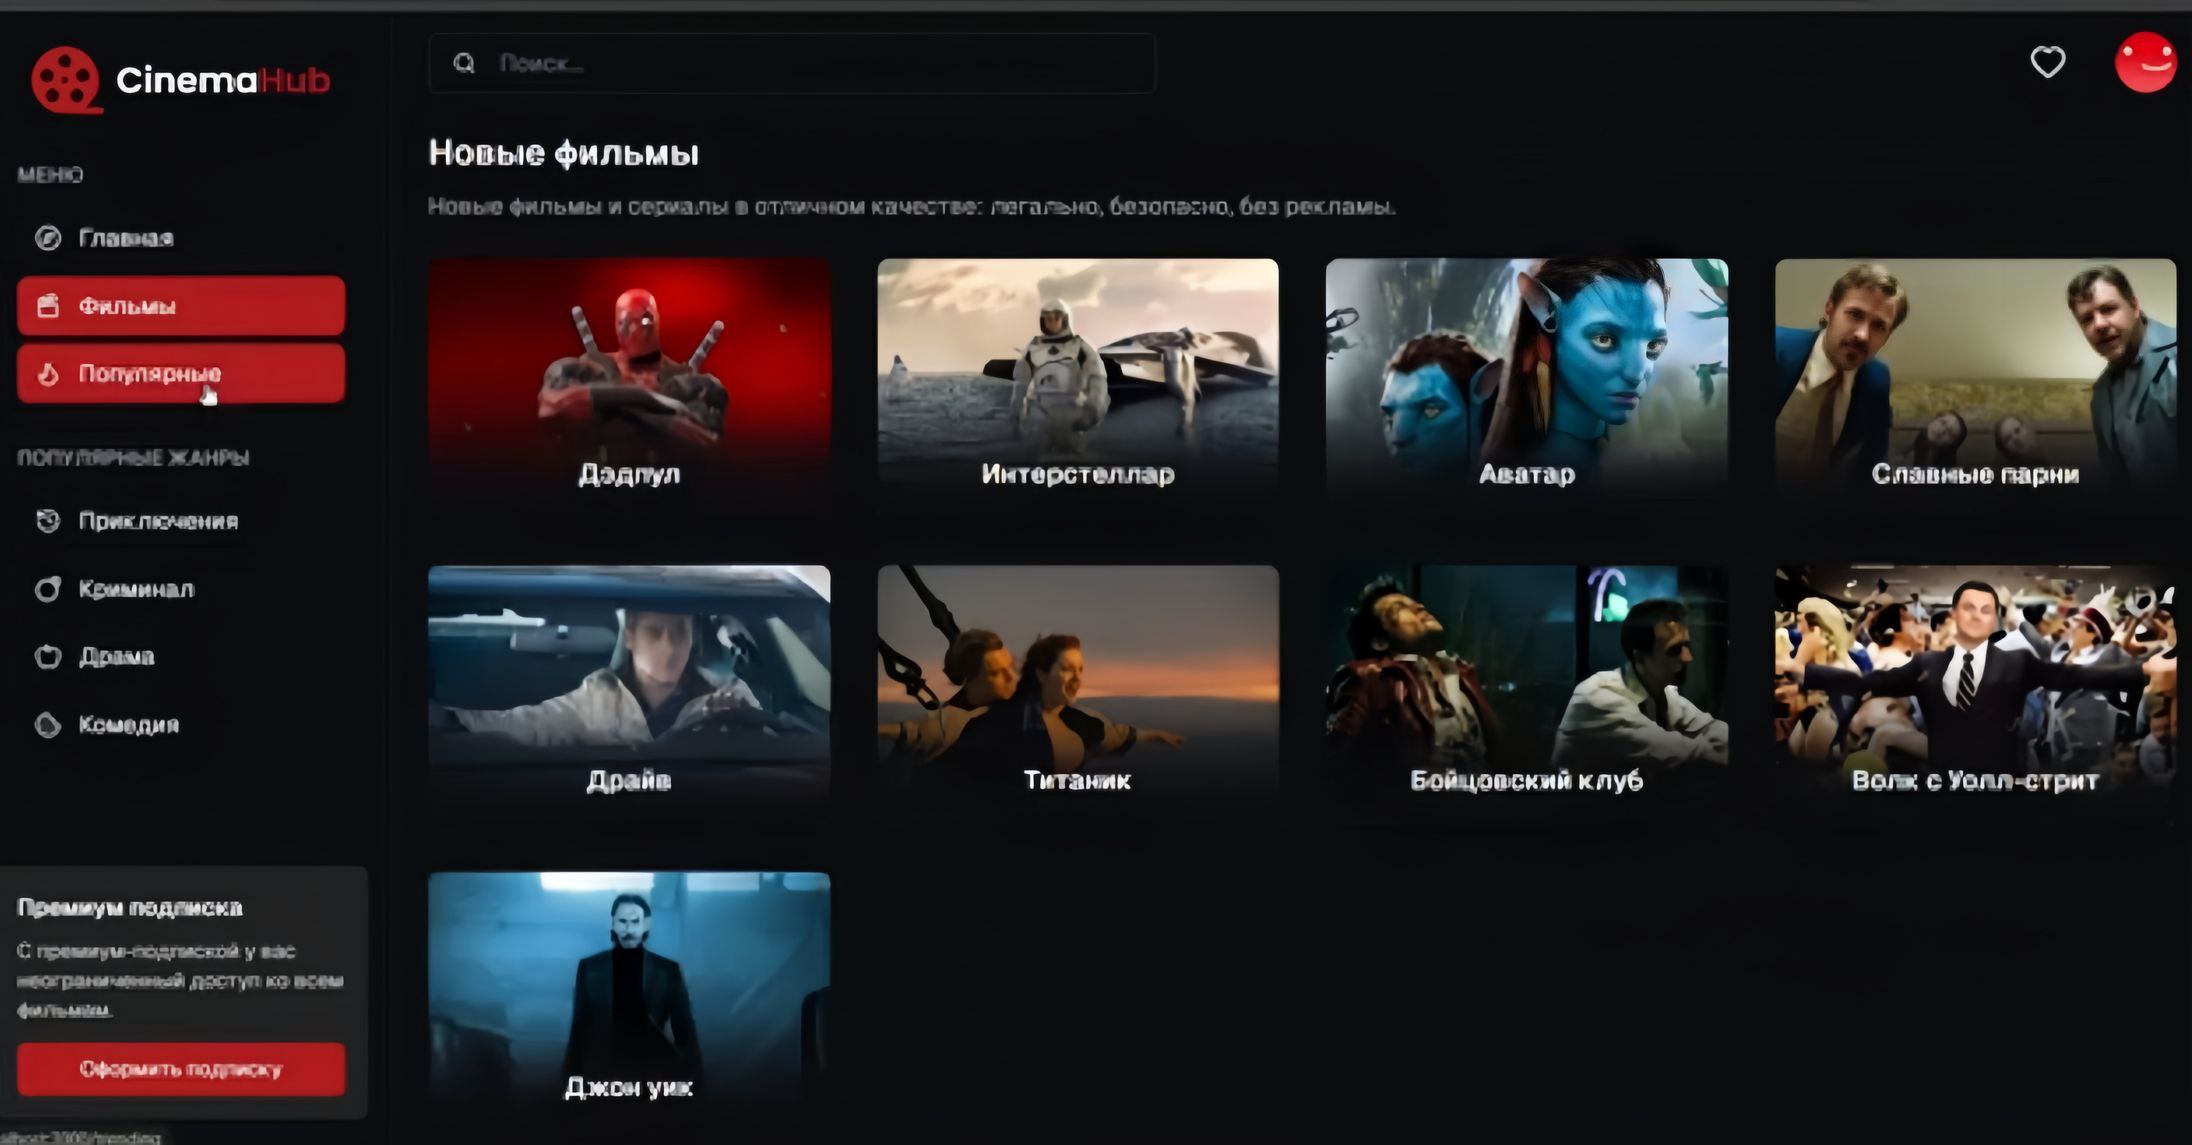 CinemaHub
Поиск...
МЕНЮ
Главная
Фильмы
Популярные
ПОПУЛЯРНЫЕ ЖАНРЫ
Приключения
Криминал
Драма
Комедия
Премиум подписка
С премиум-подпиской у вас
неограниченный доступ ко всем
фильмам.
Оформить подписку
Новые фильмы
Новые фильмы и сериалы в отличном качестве: легально, безопасно, без рекламы.
Дэдпул
Интерстеллар
Аватар
Славные парни
Драйв
Титаник
Бойцовский клуб
Волк с Уолл-стрит
Джон уик